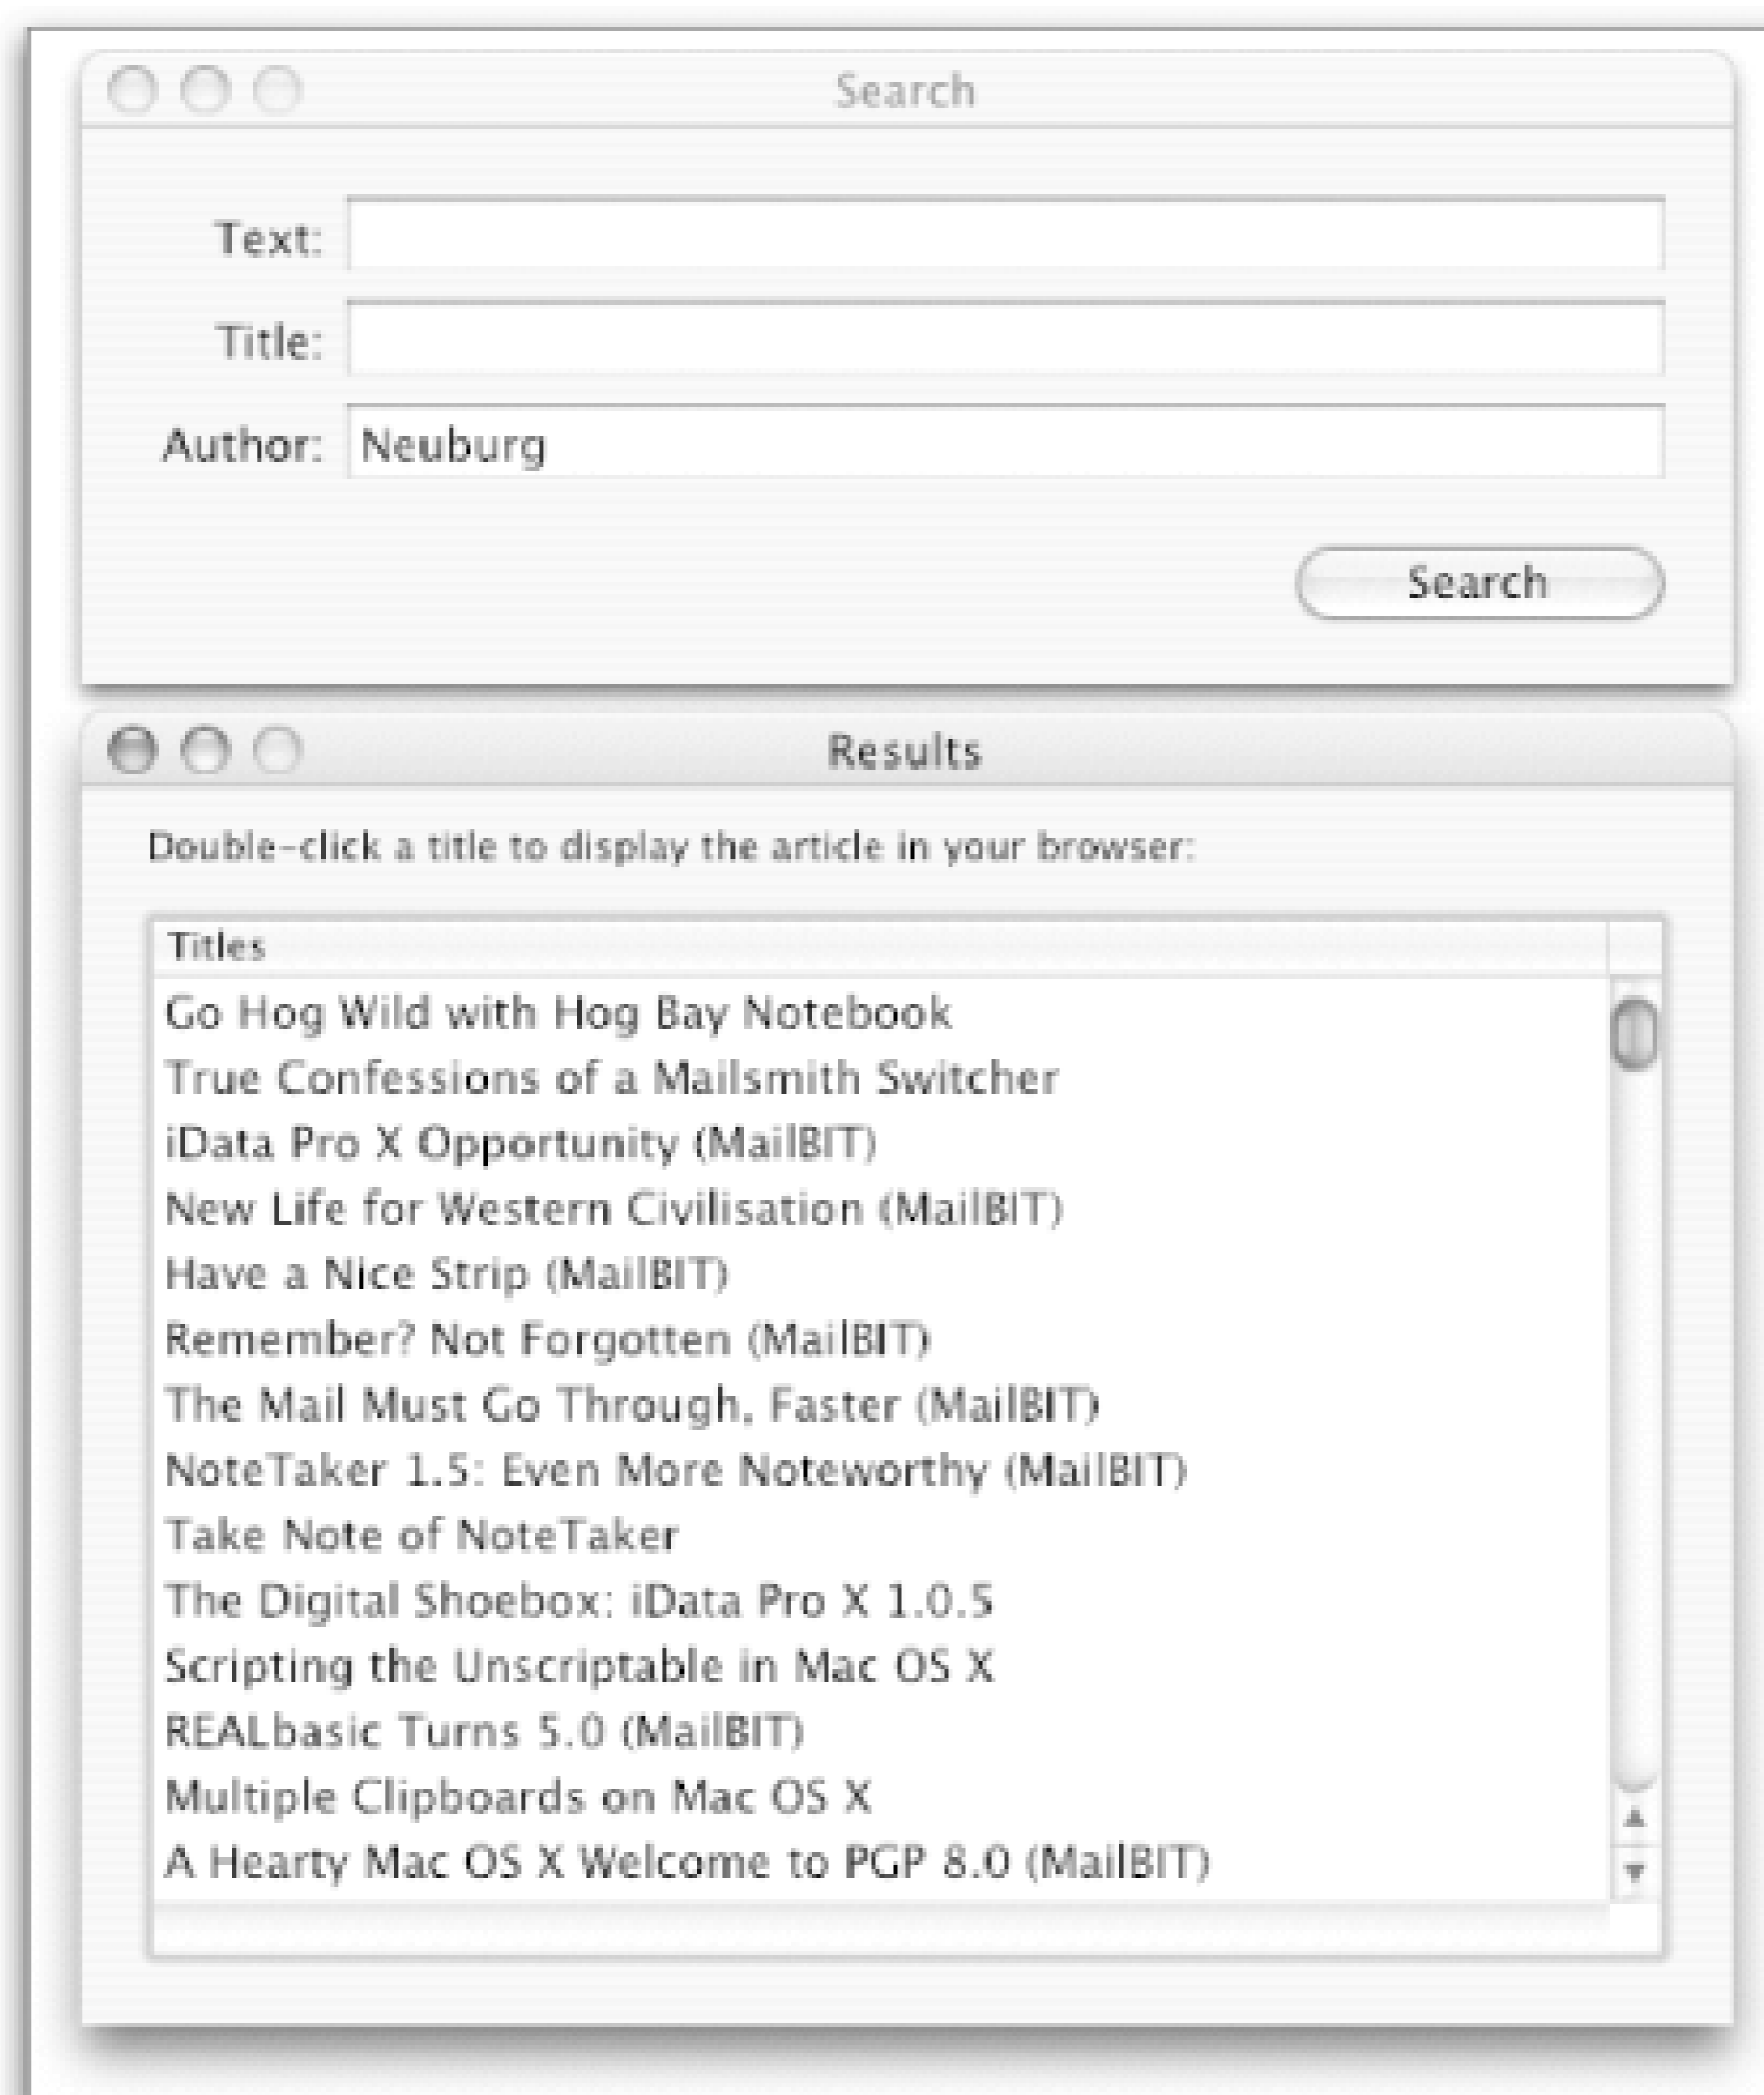 Search
Text:
Title:
Author: Neuburg
Search
Results
Double-click a title to display the article in your browser:
Titles
Go Hog Wild with Hog Bay Notebook
True Confessions of a Mailsmith Switcher
iData Pro X Opportunity (MailBIT)
New Life for Western Civilisation (MailBIT)
Have a Nice Strip (MailBIT)
Remember? Not Forgotten (MailBIT)
The Mail Must Go Through, Faster (MailBIT)
NoteTaker 1.5: Even More Noteworthy (MailBIT)
Take Note of NoteTaker
The Digital Shoebox: iData Pro X 1.0.5
Scripting the Unscriptable in Mac OS X
REALbasic Turns 5.0 (MailBIT)
Multiple Clipboards on Mac OS X
A Hearty Mac OS X Welcome to PGP 8.0 (MailBIT)